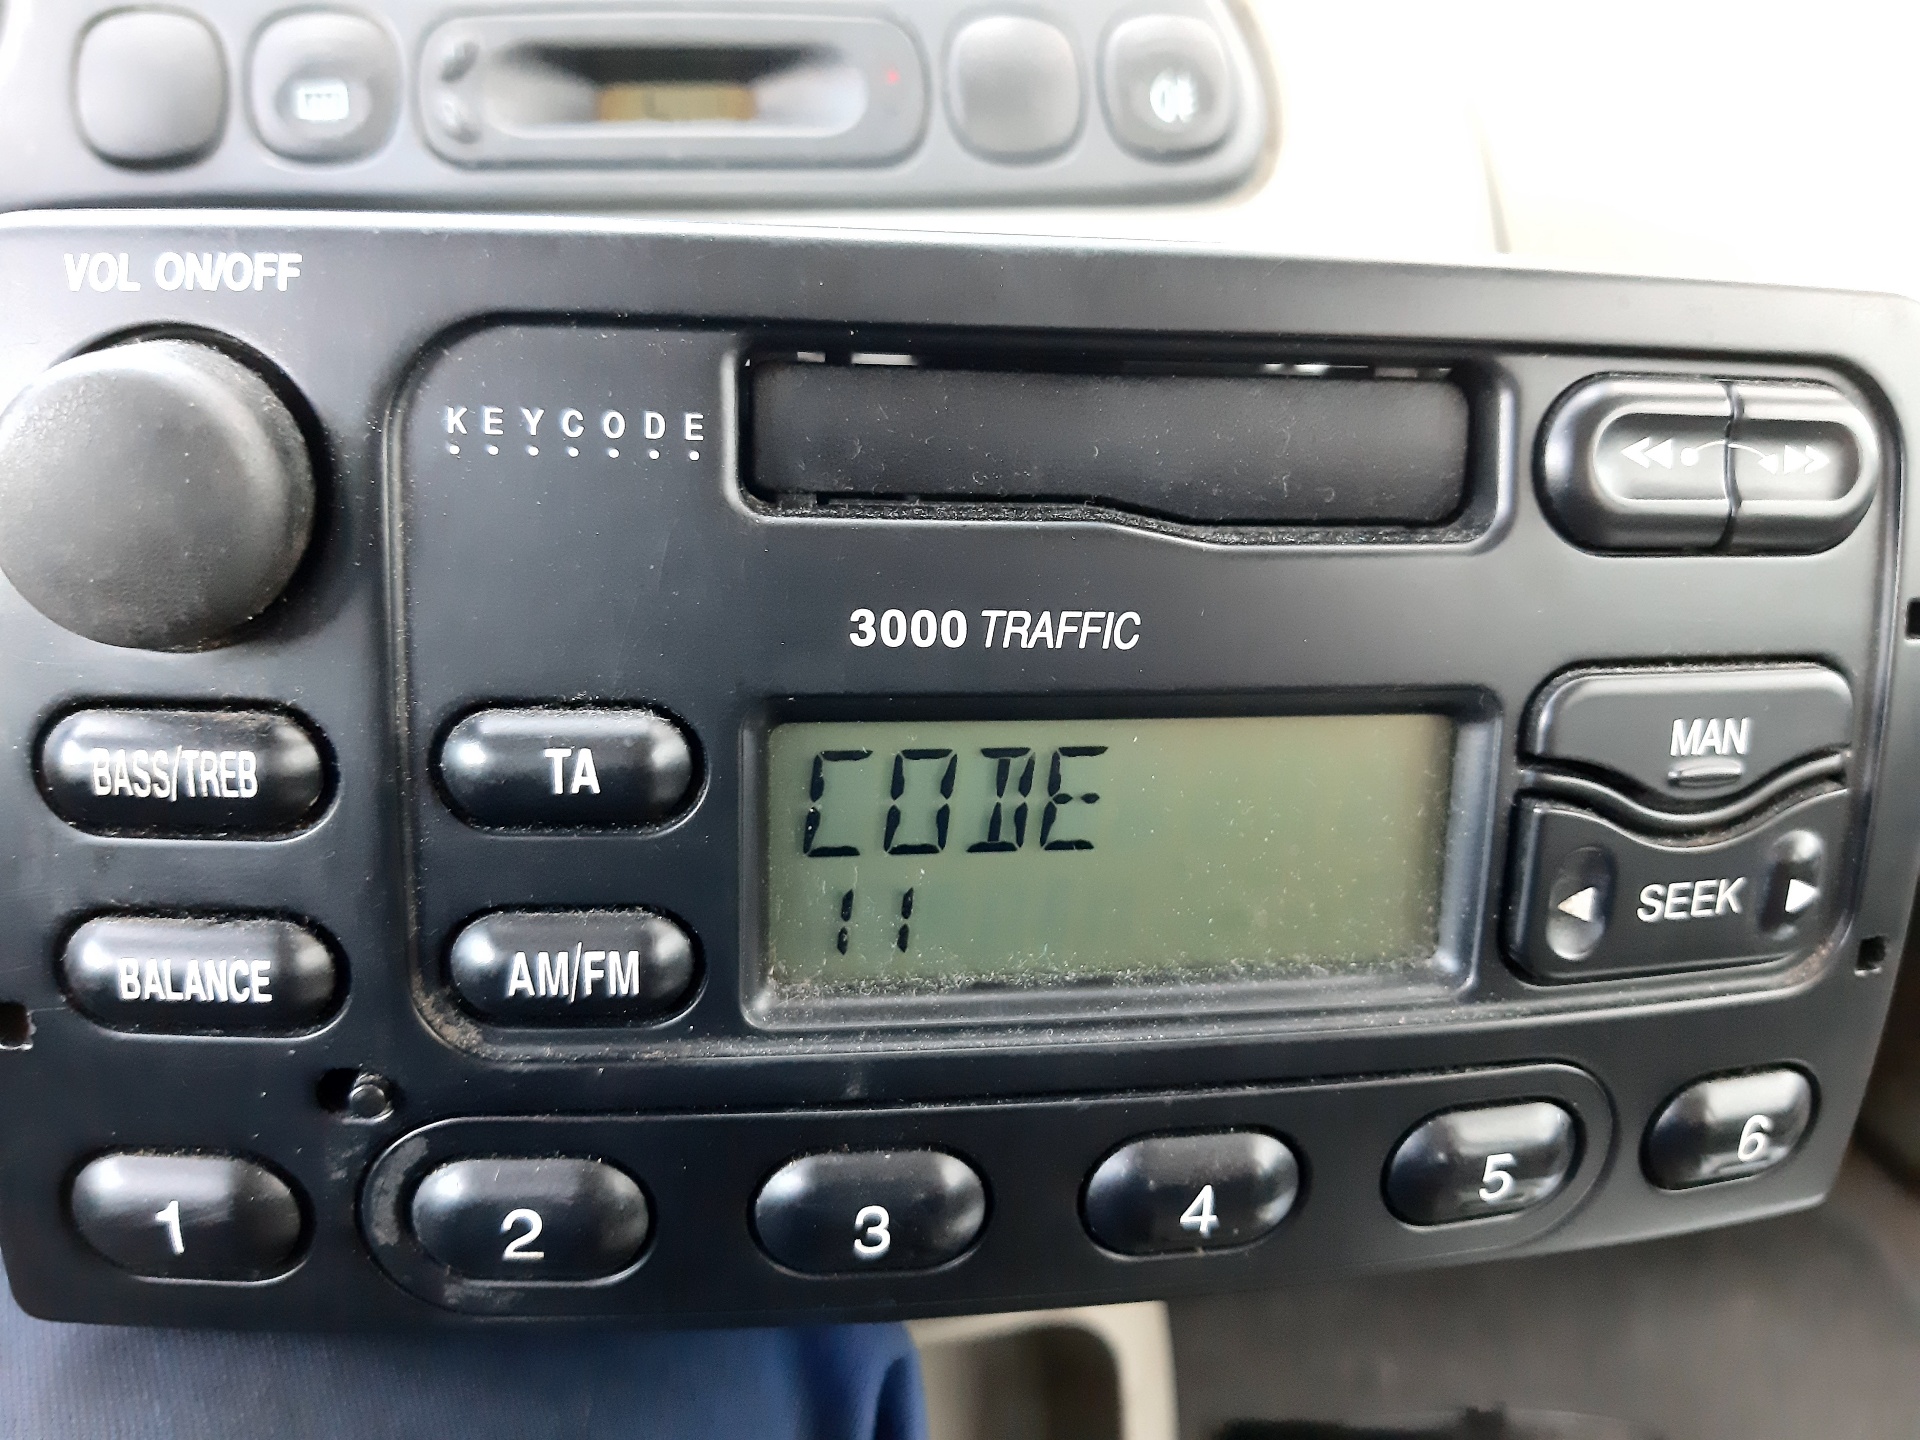 VOL ON/OFF
KEYCODE
3000 TRAFFIC
BASS/TREB
TA
CODE
MAN
11
SEEK
BALANCE
AM/FM
1
2
3
4
5
6